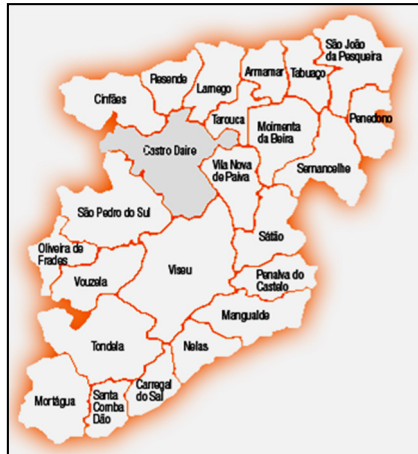 São João
da Pesqueira
Armamar
Tabuaço
Resende
Lamego
Cinfães
Tarouca
Penedono
Moimenta
da Beira
Castro Daire
Vila Nova
de Paiva
Sernancelhe
São Pedro do Sul
Sátão
Oliveira de
Frades
Viseu
Penalva do
Castelo
Vouzela
Mangualde
Tondela
Nelas
Carregal
do Sal
Santa
Comba
Dão
Mortágua